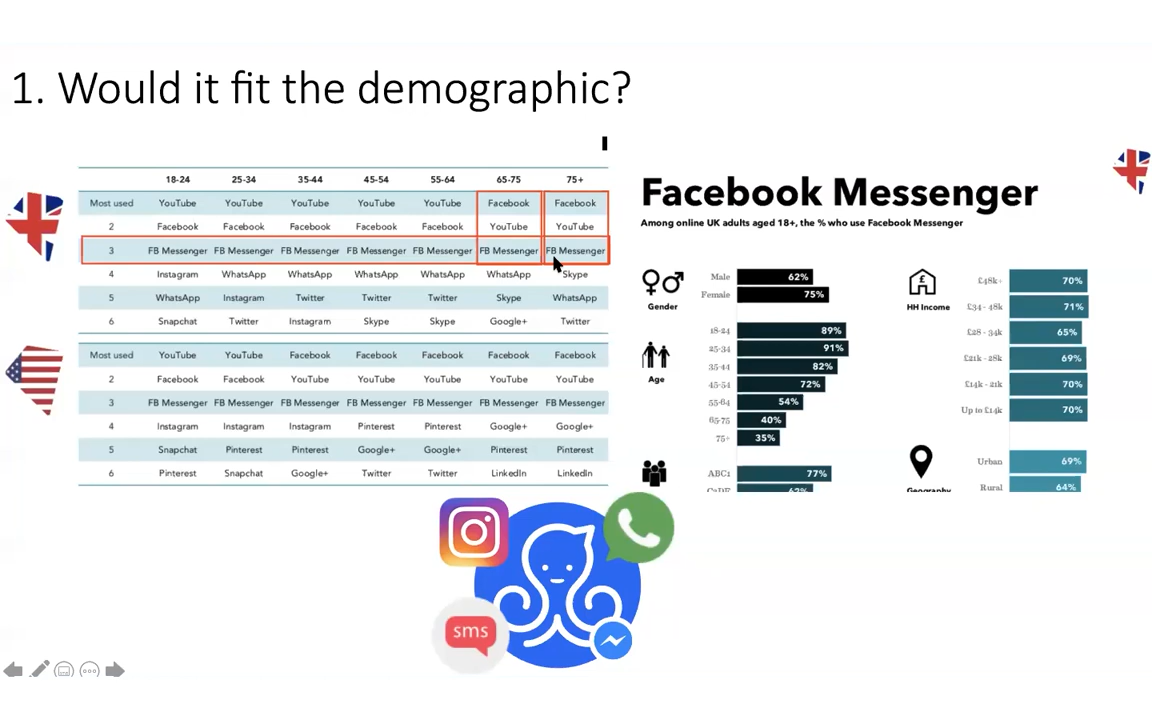 1. Would it fit the demographic?
18-24 25-34 35-44 45-54 55-64 65-75 75+
Most used YouTube YouTube YouTube YouTube YouTube Facebook Facebook
2 Facebook Facebook Facebook Facebook Facebook YouTube YouTube
3 FB Messenger FB Messenger FB Messenger FB Messenger FB Messenger FB Messenger FB Messenger
4 Instagram WhatsApp WhatsApp WhatsApp WhatsApp WhatsApp Skype
5 WhatsApp Instagram Twitter Twitter Twitter Skype WhatsApp
6 Snapchat Twitter Instagram Skype Skype Google+ Twitter
Most used YouTube YouTube Facebook Facebook Facebook Facebook Facebook
2 Facebook Facebook YouTube YouTube YouTube YouTube YouTube
3 FB Messenger FB Messenger FB Messenger FB Messenger FB Messenger FB Messenger FB Messenger
4 Instagram Instagram Instagram Pinterest Pinterest Google+ Google+
5 Snapchat Pinterest Pinterest Google+ Google+ Pinterest Pinterest
6 Pinterest Snapchat Google+ Twitter Twitter LinkedIn LinkedIn
Facebook Messenger
Among online UK adults aged 18+, the % who use Facebook Messenger
Gender
Male 62%
Female 75%
Age
18-24 89%
25-34 91%
35-44 82%
45-54 72%
55-64 54%
65-75 40%
75+ 35%
ABC1 77%
C2DE 62%
£
HH Income
£48k+ 70%
£34- 48k 71%
£28 - 34k 65%
£21k - 28k 69%
£14k - 21k 70%
Up to £14k 70%
Geography
Urban 69%
Rural 64%
sms